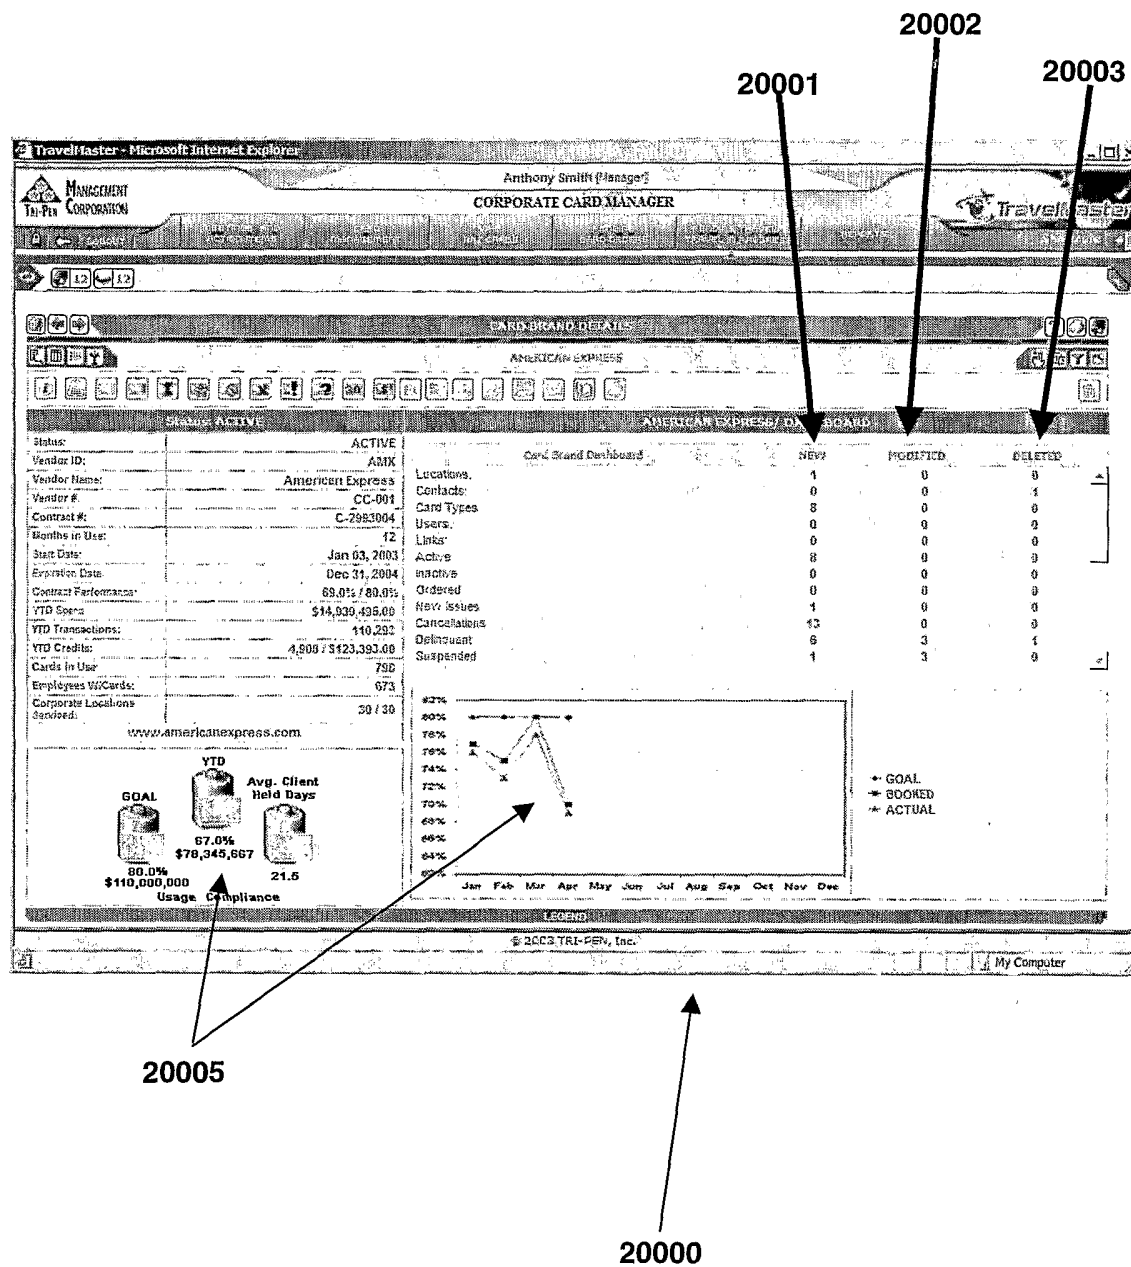 20002
20001
20003
TravelMaster - Microsoft Internet Explorer
Anthony Smith [Manager]
MANAGEMENT
CORPORATION
TRI-PEN
CORPORATE CARD MANAGER
TravelMaster
12 12
CARD BRAND DETAILS
AMERICAN EXPRESS
Status: ACTIVE
AMERICAN EXPRESS/ DASHBOARD
Status: ACTIVE
Vendor ID: AMX
Vendor Name: American Express
Vendor #: CC-001
Contract #: C-2993004
Months in Use: 12
Start Date: Jan 03, 2003
Expiration Date Dec 31, 2004
Contract Performance: 69.0% / 80.0%
YTD Spend $14,939,495.00
YTD Transactions: 110,293
YTD Credits: 4,908 / $123,393.00
Cards in Use 798
Employees W/Cards: 673
Corporate Locations Serviced: 30 / 30
www.americanexpress.com
Card Brand Dashboard NEW MODIFIED DELETED
Locations: 1 0 0
Contacts: 0 0 1
Card Types 8 0 0
Users: 0 0 0
Links: 0 0 0
Active 8 0 0
Inactive 0 0 0
Ordered 0 0 0
New Issues 1 0 0
Cancellations 13 0 0
Delinquent 6 3 1
Suspended 1 3 0
YTD
GOAL
Avg. Client
Held Days
67.0%
$78,345,667
80.0%
$110,000,000
21.5
Usage Compliance
82%
80%
78%
76%
74%
72%
70%
68%
66%
64%
Jan Feb Mar Apr May Jun Jul Aug Sep Oct Nov Dec
GOAL
BOOKED
ACTUAL
LEGEND
© 2003 TRI-PEN, Inc.
My Computer
20005
20000